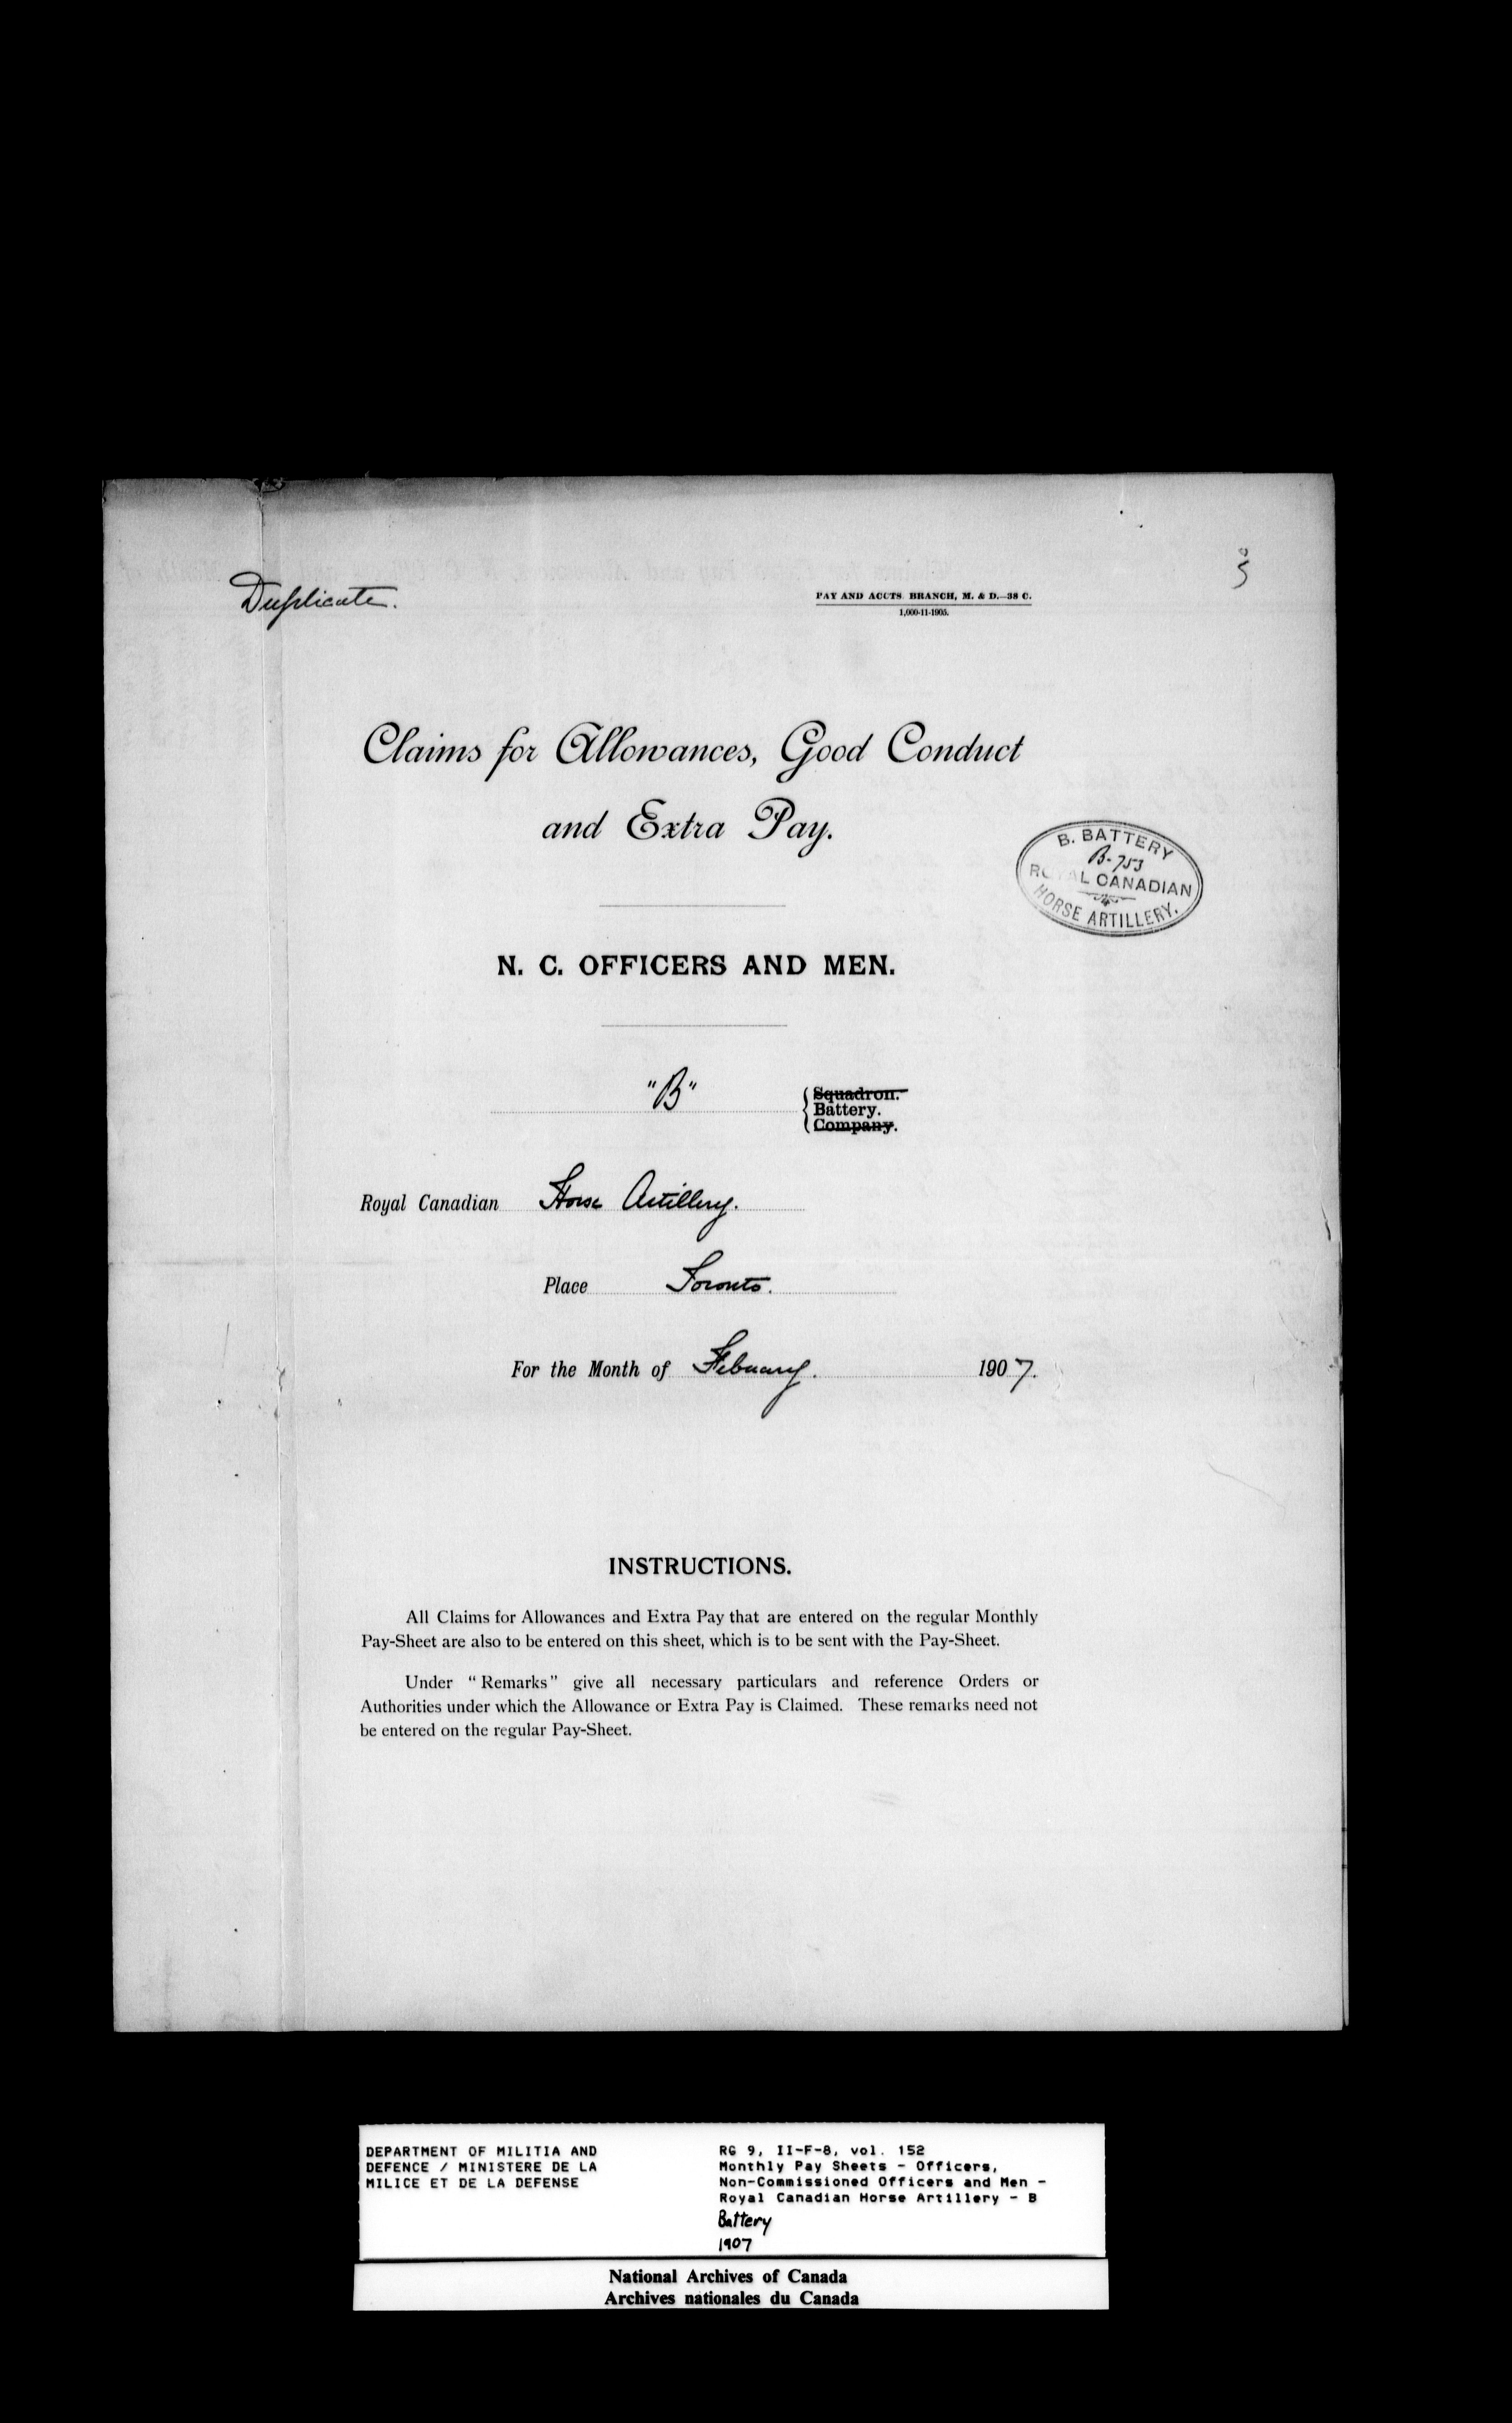 Duplicate.
PAY AND ACCTS. BRANCH, M. & D.—38 C.
1,000-11-1905.
Claims for Allowances, Good Conduct
and Extra Pay.
B. BATTERY
B-753
ROYAL CANADIAN
HORSE ARTILLERY.
N. C. OFFICERS AND MEN.
"B"
Squadron.
Battery.
Company.
Royal Canadian Horse Artillery.
Place Toronto.
For the Month of Febuary. 1907.
INSTRUCTIONS.
All Claims for Allowances and Extra Pay that are entered on the regular Monthly
Pay-Sheet are also to be entered on this sheet, which is to be sent with the Pay-Sheet.
Under "Remarks" give all necessary particulars and reference Orders or
Authorities under which the Allowance or Extra Pay is Claimed. These remarks need not
be entered on the regular Pay-Sheet.
DEPARTMENT OF MILITIA AND
DEFENCE / MINISTERE DE LA
MILICE ET DE LA DEFENSE
RG 9, II-F-8, vol. 152
Monthly Pay Sheets - Officers,
Non-Commissioned Officers and Men -
Royal Canadian Horse Artillery - B
Battery
1907
National Archives of Canada
Archives nationales du Canada